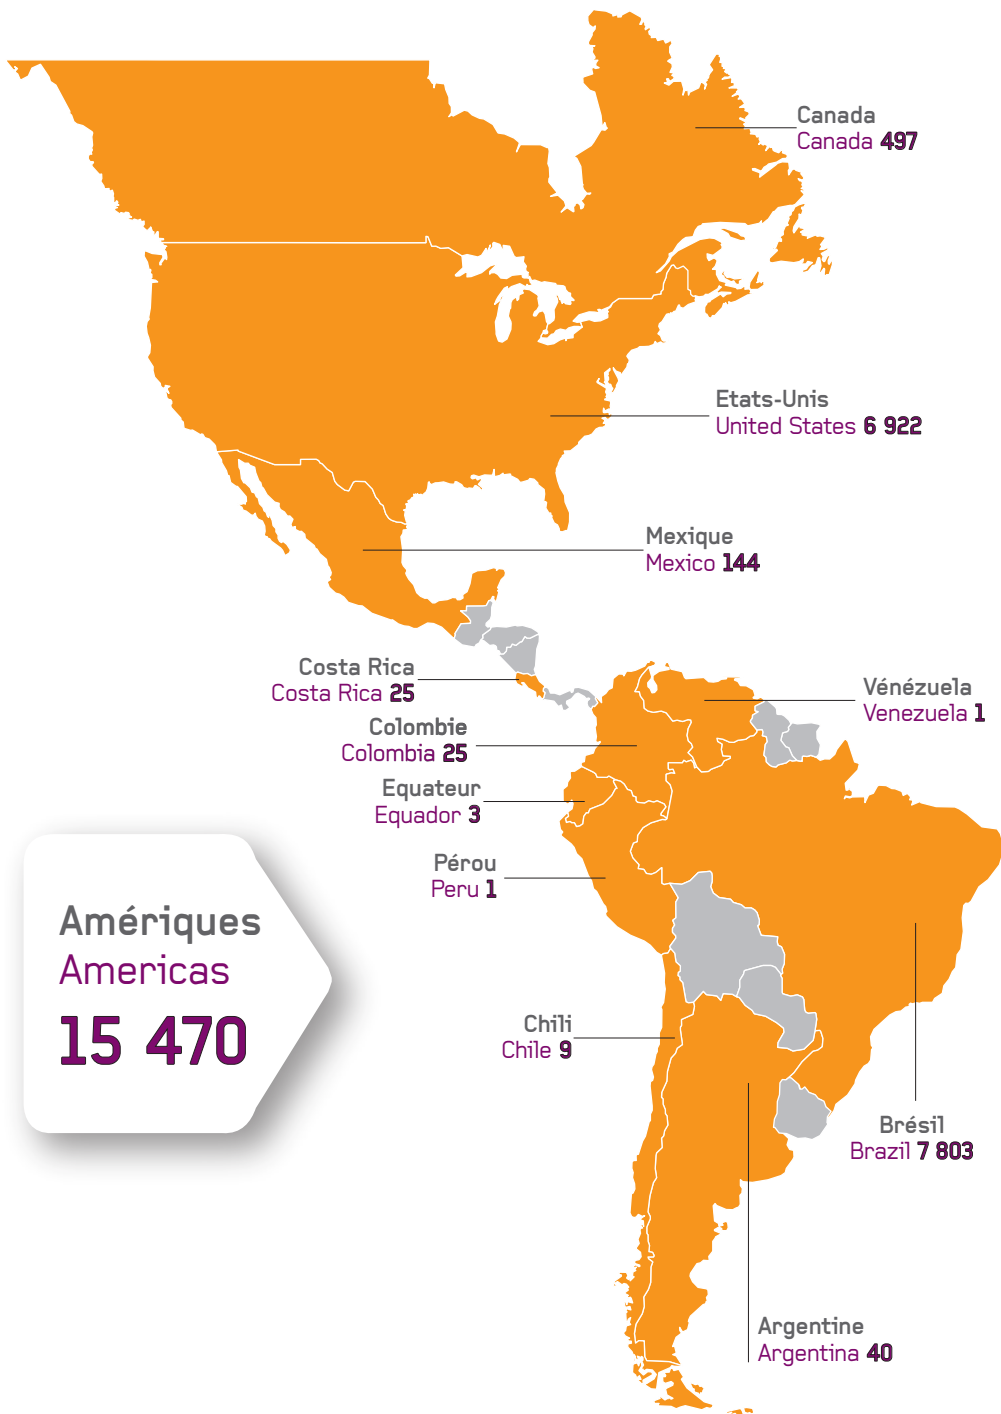 Canada
Canada 497
Etats-Unis
United States 6 922
Mexique
Mexico 144
Costa Rica
Costa Rica 25
Vénézuela
Venezuela 1
Colombie
Colombia 25
Equateur
Equador 3
Pérou
Peru 1
Amériques
Americas
15 470
Chili
Chile 9
Brésil
Brazil 7 803
Argentine
Argentina 40